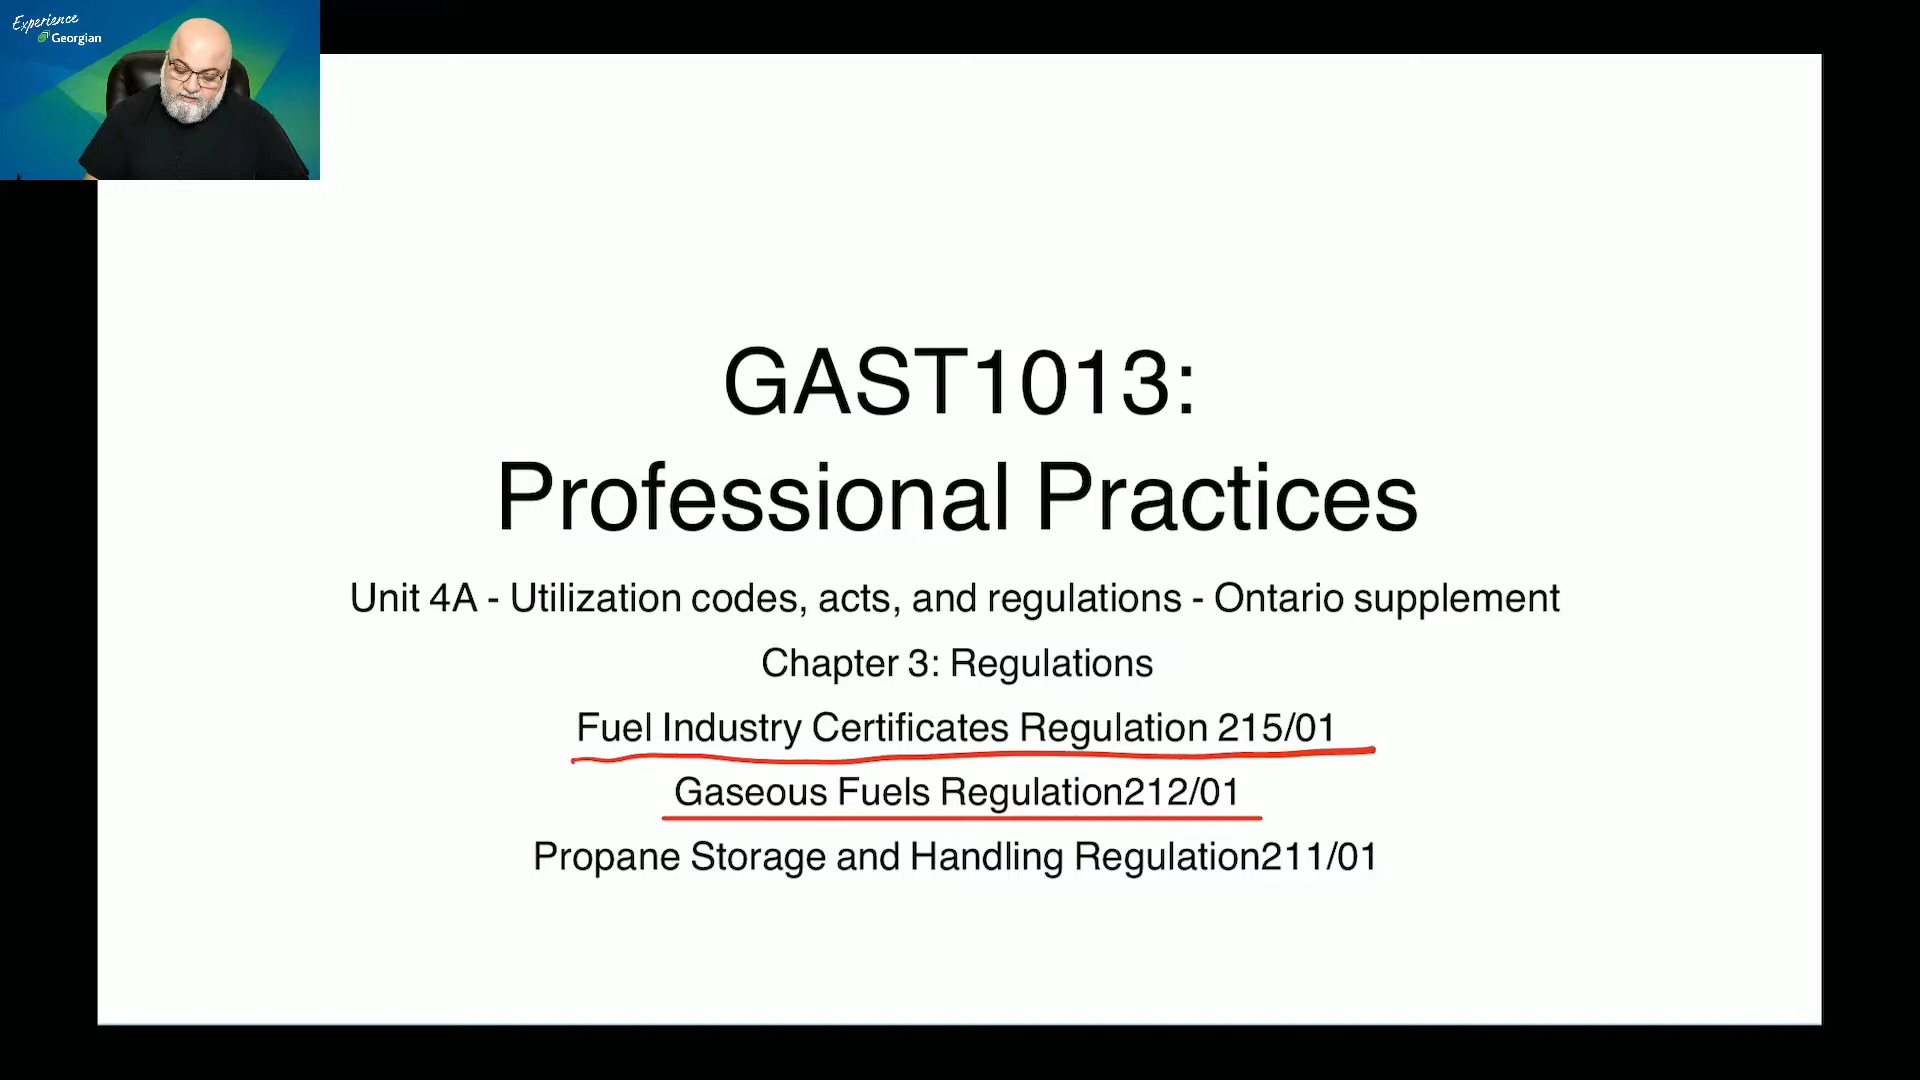 Experience
Georgian
GAST1013:
Professional Practices
Unit 4A - Utilization codes, acts, and regulations - Ontario supplement
Chapter 3: Regulations
Fuel Industry Certificates Regulation 215/01
Gaseous Fuels Regulation212/01
Propane Storage and Handling Regulation211/01